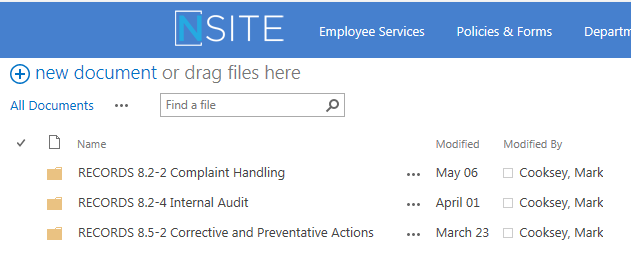 NSITE Employee Services Policies & Forms Departm
new document or drag files here
All Documents ••• Find a file
Name Modified Modified By
RECORDS 8.2-2 Complaint Handling ••• May 06 Cooksey, Mark
RECORDS 8.2-4 Internal Audit ••• April 01 Cooksey, Mark
RECORDS 8.5-2 Corrective and Preventative Actions ••• March 23 Cooksey, Mark